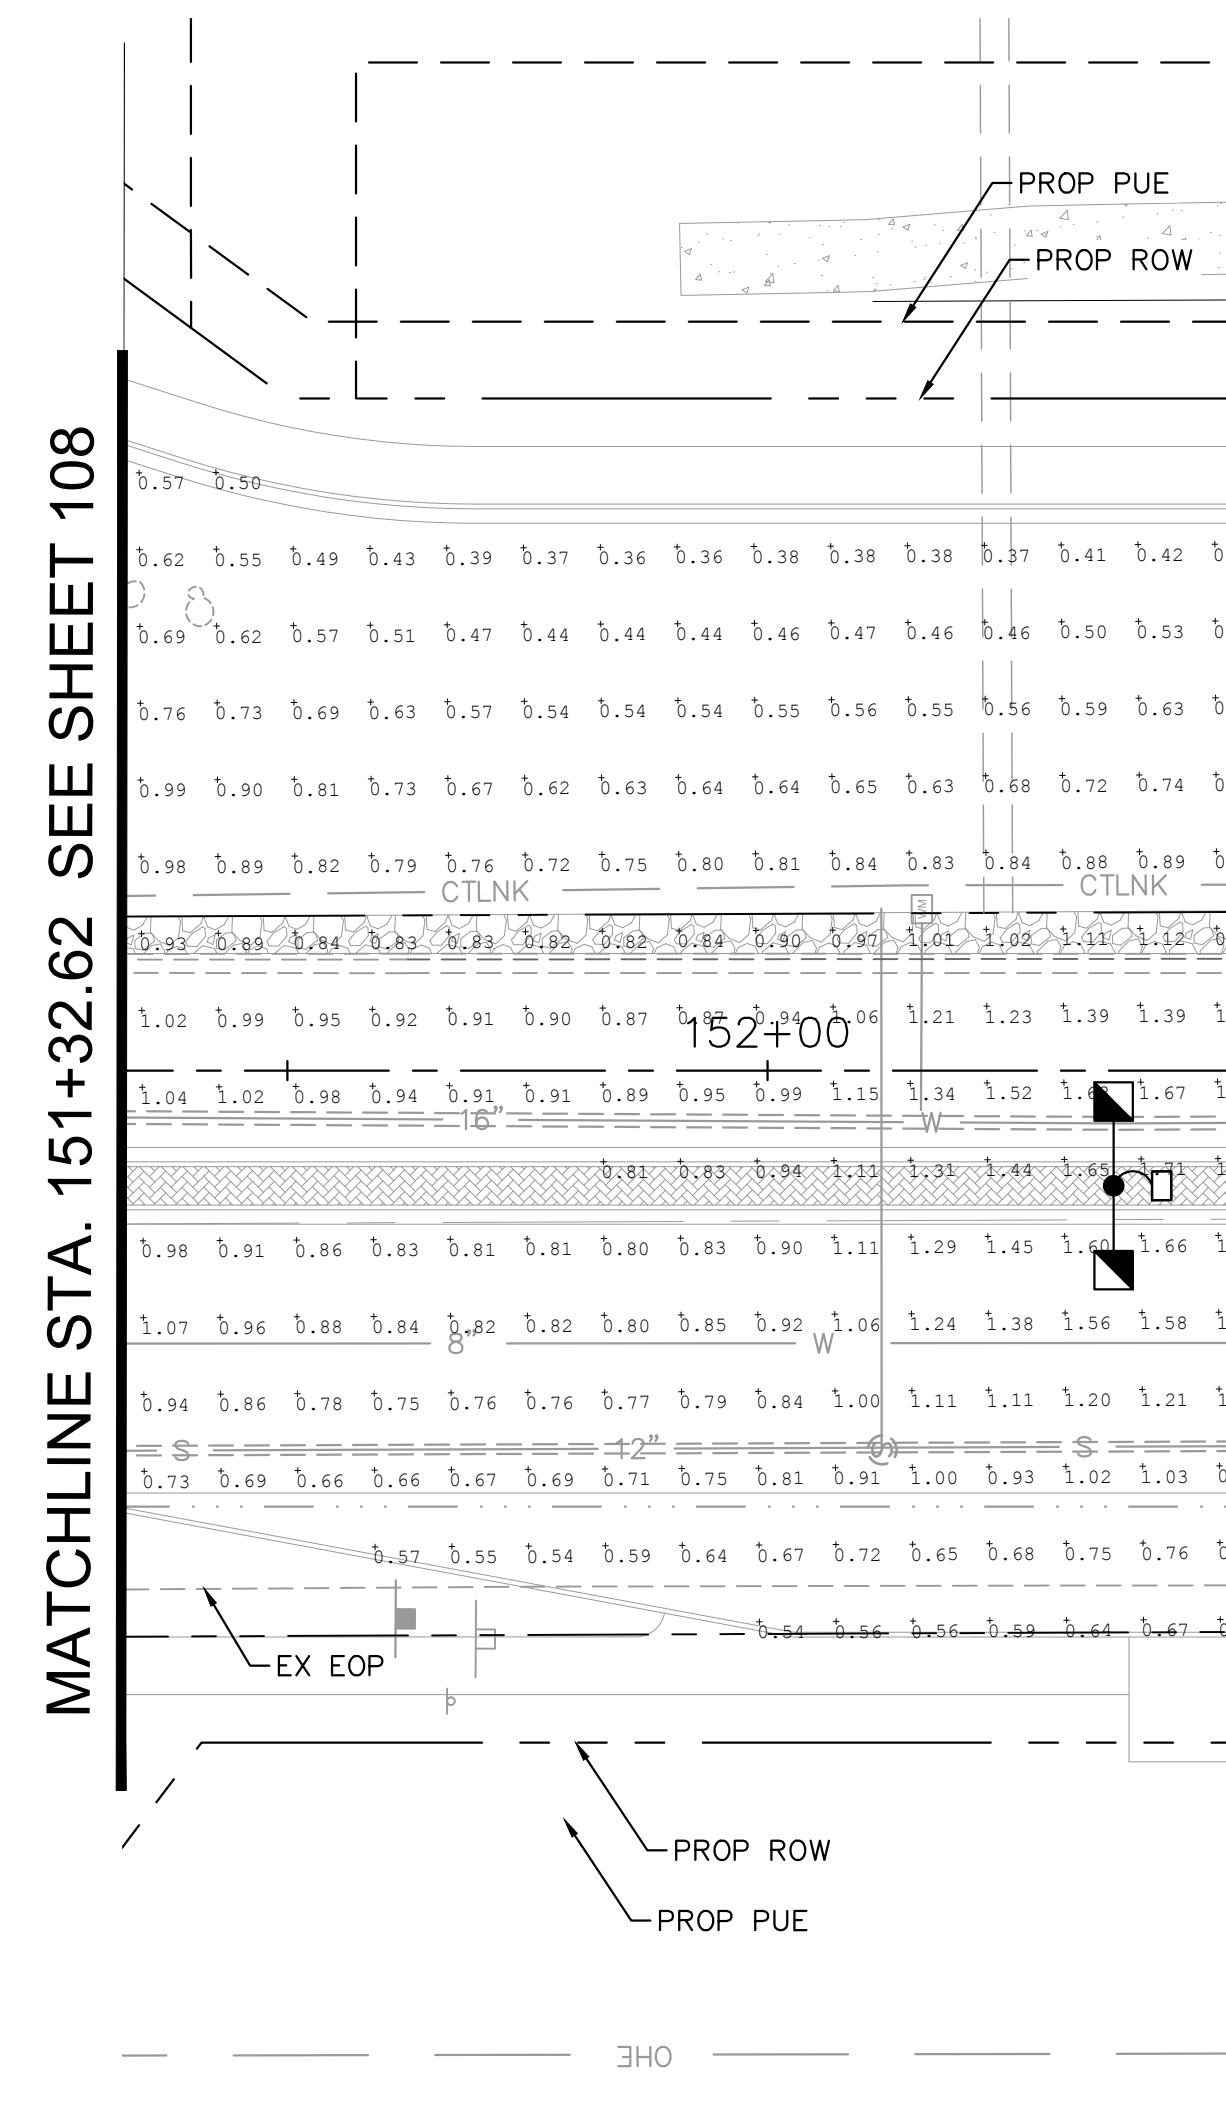 PROP PUE
PROP ROW
MATCHLINE STA. 151+32.62 SEE SHEET 108
0.57 0.50
0.62 0.55 0.49 0.43 0.39 0.37 0.36 0.36 0.38 0.38 0.38 0.37 0.41 0.42
0.69 0.62 0.57 0.51 0.47 0.44 0.44 0.44 0.46 0.47 0.46 0.46 0.50 0.53
0.76 0.73 0.69 0.63 0.57 0.54 0.54 0.54 0.55 0.56 0.55 0.56 0.59 0.63
0.99 0.90 0.81 0.73 0.67 0.62 0.63 0.64 0.64 0.65 0.63 0.68 0.72 0.74
0.98 0.89 0.82 0.79 0.76 0.72 0.75 0.80 0.81 0.84 0.83 0.84 0.88 0.89
CTLNK CTLNK
WM
0.93 0.89 0.84 0.83 0.83 0.82 0.82 0.84 0.90 0.97 1.01 1.02 1.11 1.12
1.02 0.99 0.95 0.92 0.91 0.90 0.87 0.87 0.94 1.06 1.21 1.23 1.39 1.39
152+00
1.04 1.02 0.98 0.94 0.91 0.91 0.89 0.95 0.99 1.15 1.34 1.52 1.67
16" W
0.81 0.83 0.94 1.11 1.31 1.44 1.65 1.71
0.98 0.91 0.86 0.83 0.81 0.81 0.80 0.83 0.90 1.11 1.29 1.45 1.60 1.66
1.07 0.96 0.88 0.84 0.82 0.82 0.80 0.85 0.92 1.06 1.24 1.38 1.56 1.58
8" W
0.94 0.86 0.78 0.75 0.76 0.76 0.77 0.79 0.84 1.00 1.11 1.11 1.20 1.21
S 12" S S
0.73 0.69 0.66 0.66 0.67 0.69 0.71 0.75 0.81 0.91 1.00 0.93 1.02 1.03
0.57 0.55 0.54 0.59 0.64 0.67 0.72 0.65 0.68 0.75 0.76
0.54 0.56 0.56 0.59 0.64 0.67
EX EOP
PROP ROW
PROP PUE
OHE